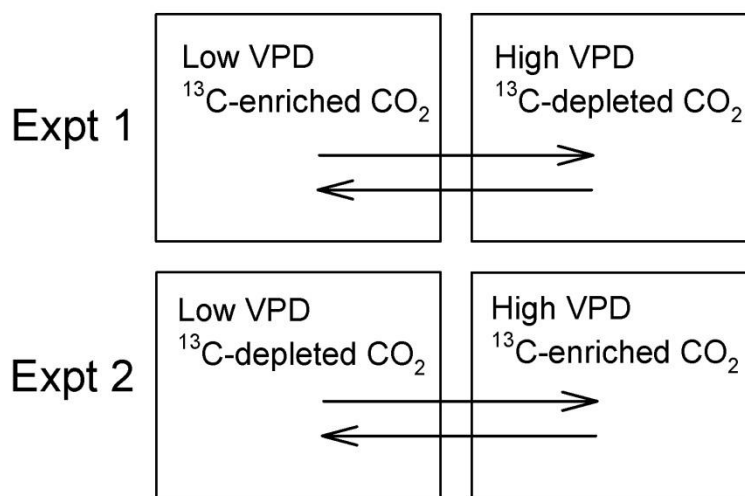 Expt 1
Low VPD
¹³C-enriched CO₂
High VPD
¹³C-depleted CO₂
Expt 2
Low VPD
¹³C-depleted CO₂
High VPD
¹³C-enriched CO₂